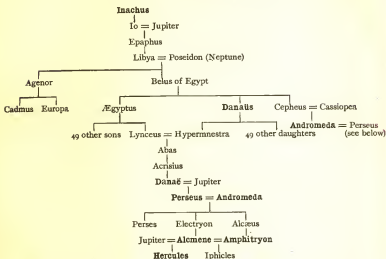 Inachus
Io = Jupiter
Epaphus
Libya = Poseidon (Neptune)
Agenor Belus of Egypt
Cadmus Europa Ægyptus Danaüs Cepheus = Cassiopea
Andromeda = Perseus
49 other sons Lynceus = Hypermnestra 49 other daughters (see below)
Abas
Acrisius
Danaë = Jupiter
Perseus = Andromeda
Perses Electryon Alcæus
Jupiter = Alcmene = Amphitryon
Hercules Iphicles